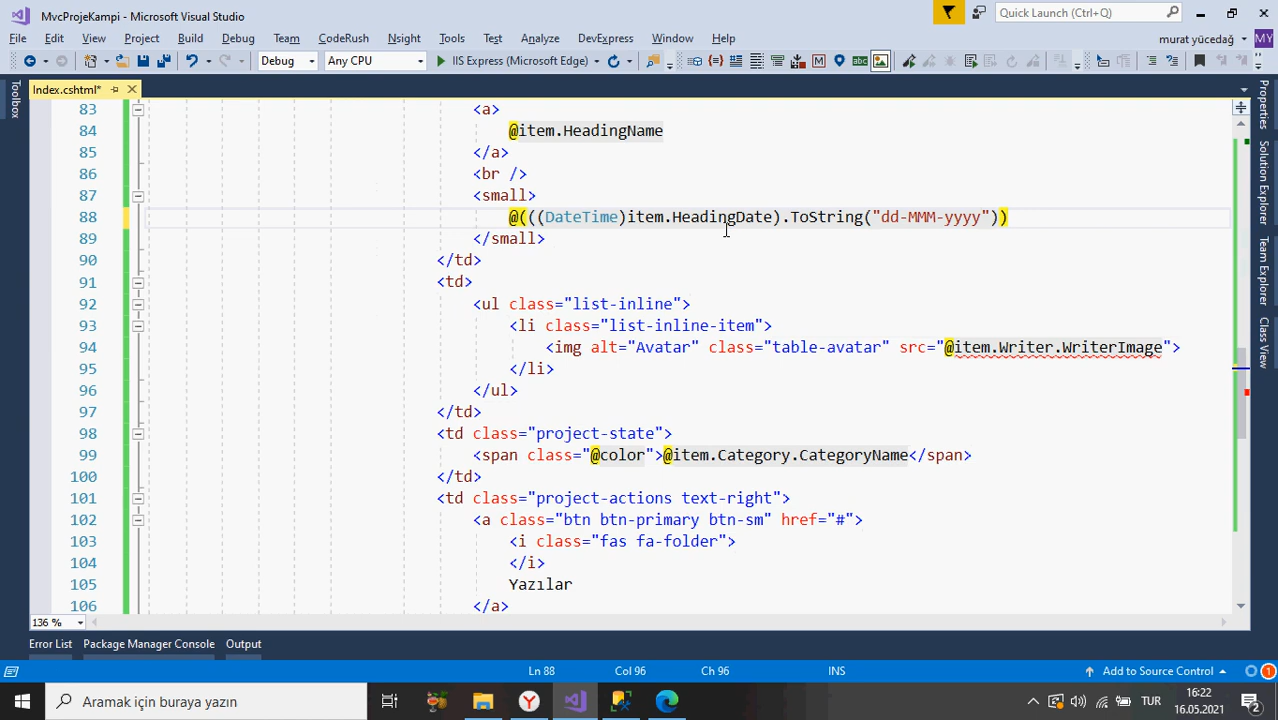 MvcProjeKampi - Microsoft Visual Studio
Quick Launch (Ctrl+Q)
File Edit View Project Build Debug Team CodeRush Nsight Tools Test Analyze DevExpress Window Help
murat yücedağ MY
Debug Any CPU IIS Express (Microsoft Edge) abc
Index.cshtml*
Toolbox
Properties
Solution Explorer
Team Explorer
Class View
83 <a>
84 @item.HeadingName
85 </a>
86 <br />
87 <small>
88 @(((DateTime)item.HeadingDate).ToString("dd-MMM-yyyy"))
89 </small>
90 </td>
91 <td>
92 <ul class="list-inline">
93 <li class="list-inline-item">
94 <img alt="Avatar" class="table-avatar" src="@item.Writer.WriterImage">
95 </li>
96 </ul>
97 </td>
98 <td class="project-state">
99 <span class="@color">@item.Category.CategoryName</span>
100 </td>
101 <td class="project-actions text-right">
102 <a class="btn btn-primary btn-sm" href="#">
103 <i class="fas fa-folder">
104 </i>
105 Yazılar
106 </a>
136 %
Error List Package Manager Console Output
Ln 88 Col 96 Ch 96 INS Add to Source Control 1
Aramak için buraya yazın
TUR
16:22
16.05.2021
2